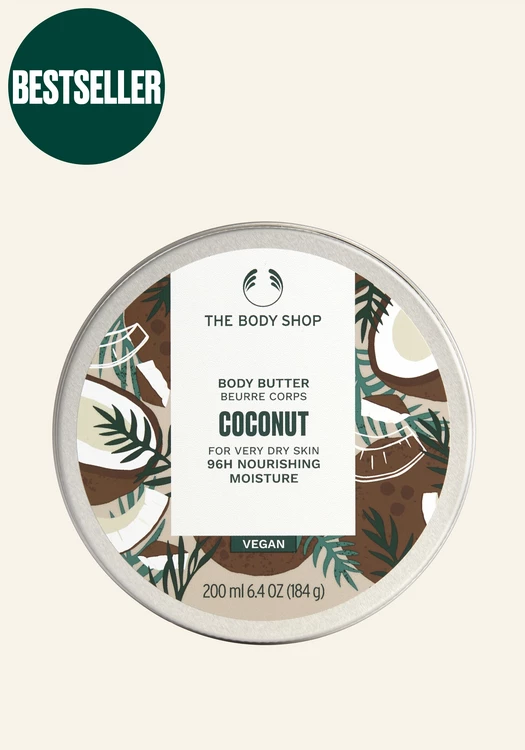 BESTSELLER
THE BODY SHOP
BODY BUTTER
BEURRE CORPS
COCONUT
FOR VERY DRY SKIN
96H NOURISHING
MOISTURE
VEGAN
200 ml 6.4 OZ (184 g)